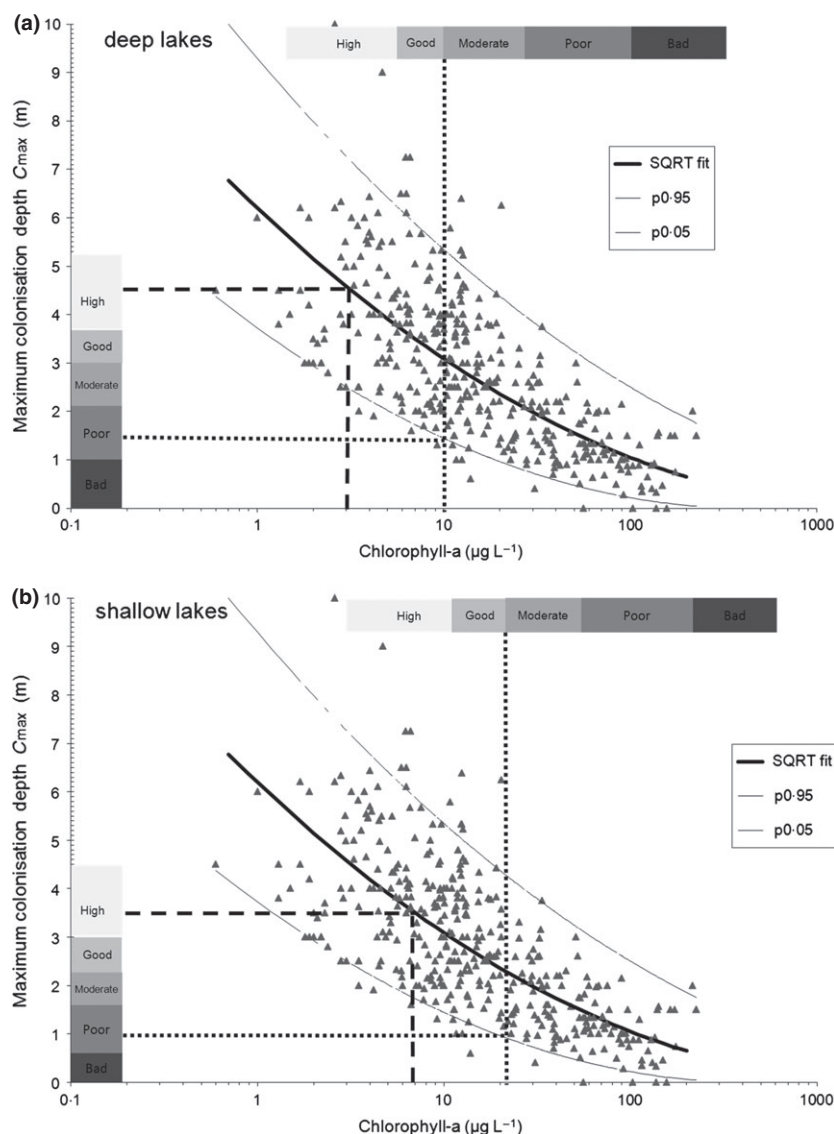 (a)
deep lakes
High Good Moderate Poor Bad
10
9
8
7
6
5
4
3
2
1
0
Maximum colonisation depth Cmax (m)
High
Good
Moderate
Poor
Bad
SQRT fit
p0·95
p0·05
0·1 1 10 100 1000
Chlorophyll-a (µg L−1)
(b)
shallow lakes
High Good Moderate Poor Bad
10
9
8
7
6
5
4
3
2
1
0
Maximum colonisation depth Cmax (m)
High
Good
Moderate
Poor
Bad
SQRT fit
p0·95
p0·05
0·1 1 10 100 1000
Chlorophyll-a (µg L−1)